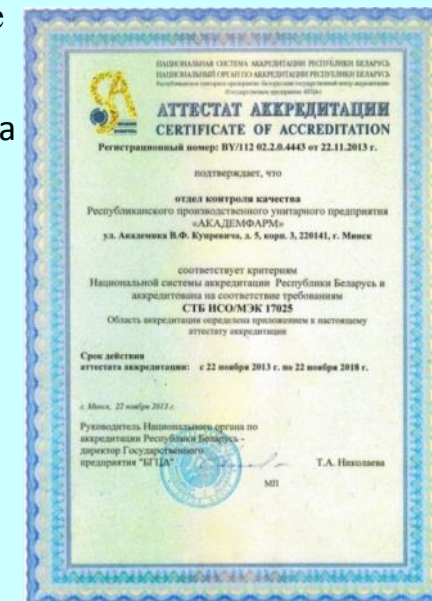 е
а
НАЦИОНАЛЬНАЯ СИСТЕМА АККРЕДИТАЦИИ РЕСПУБЛИКИ БЕЛАРУСЬ
НАЦИОНАЛЬНЫЙ ОРГАН ПО АККРЕДИТАЦИИ РЕСПУБЛИКИ БЕЛАРУСЬ
АТТЕСТАТ АККРЕДИТАЦИИ
CERTIFICATE OF ACCREDITATION
Регистрационный номер: BY/112 02.2.0.4443 от 22.11.2013 г.
подтверждает, что
отдел контроля качества
Республиканского производственного унитарного предприятия
«АКАДЕМФАРМ»
ул. Академика В.Ф. Купревича, д. 5, корп. 3, 220141, г. Минск
соответствует критериям
Национальной системы аккредитации Республики Беларусь и
аккредитована на соответствие требованиям
СТБ ИСО/МЭК 17025
Область аккредитации определена приложением к настоящему
аттестату аккредитации
Срок действия
аттестата аккредитации: с 22 ноября 2013 г. по 22 ноября 2018 г.
г. Минск, 22 ноября 2013 г.
Руководитель Национального органа по
аккредитации Республики Беларусь -
директор Государственного
предприятия "БГЦА" Т.А. Николаева
МП